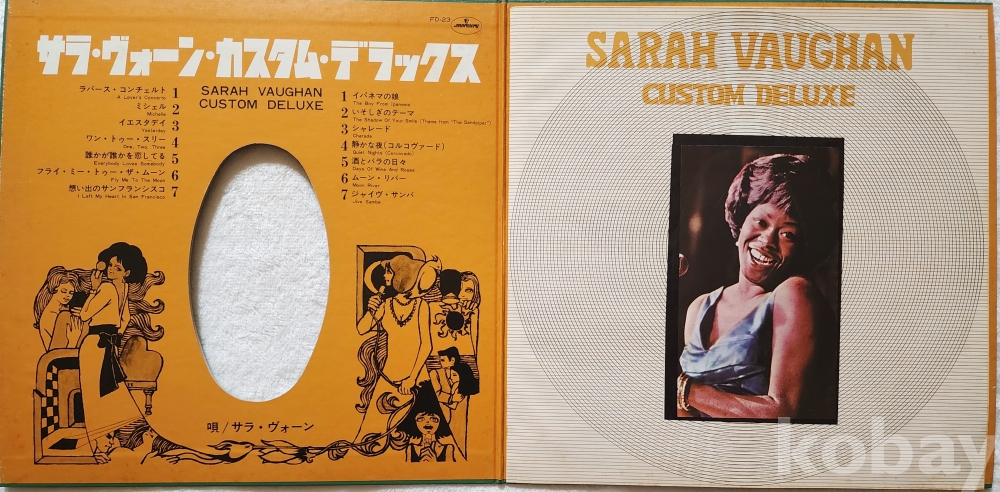 FD-23
mercury
サラ・ヴォーン・カスタム・デラックス
SARAH VAUGHAN
CUSTOM DELUXE
ラバース・コンチェルト 1
A Lover's Concerto
ミシェル 2
Michelle
イエスタデイ 3
Yesterday
ワン・トゥー・スリー 4
One, Two, Three
誰かが誰かを恋してる 5
Everybody Loves Somebody
フライ・ミー・トゥー・ザ・ムーン 6
Fly Me To The Moon
想い出のサンフランシスコ 7
I Left My Heart In San Francisco
1 イパネマの娘
The Boy From Ipanema
2 いそしぎのテーマ
The Shadow Of Your Smile (Theme from "The Sandpiper")
3 シャレード
Charade
4 静かな夜(コルコヴァード)
Quiet Nights (Corcovado)
5 酒とバラの日々
Days Of Wine And Roses
6 ムーン・リバー
Moon River
7 ジャイヴ・サンバ
Jive Samba
唄/サラ・ヴォーン
SARAH VAUGHAN
CUSTOM DELUXE
kobay